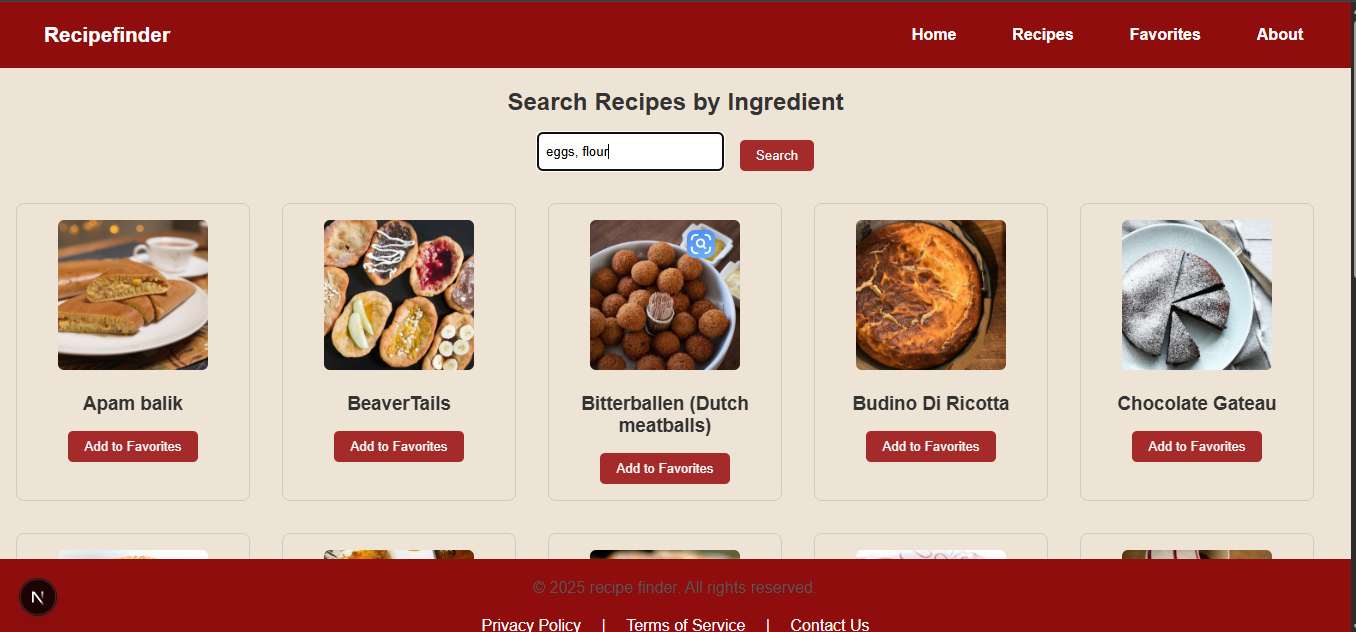 Recipefinder
Home Recipes Favorites About
Search Recipes by Ingredient
eggs, flour
Search
Apam balik
Add to Favorites
BeaverTails
Add to Favorites
Bitterballen (Dutch
meatballs)
Add to Favorites
Budino Di Ricotta
Add to Favorites
Chocolate Gateau
Add to Favorites
© 2025 recipe finder. All rights reserved.
N
Privacy Policy | Terms of Service | Contact Us